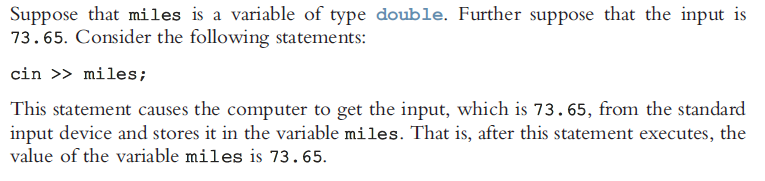 Suppose that miles is a variable of type double. Further suppose that the input is
73.65. Consider the following statements:
cin >> miles;
This statement causes the computer to get the input, which is 73.65, from the standard
input device and stores it in the variable miles. That is, after this statement executes, the
value of the variable miles is 73.65.